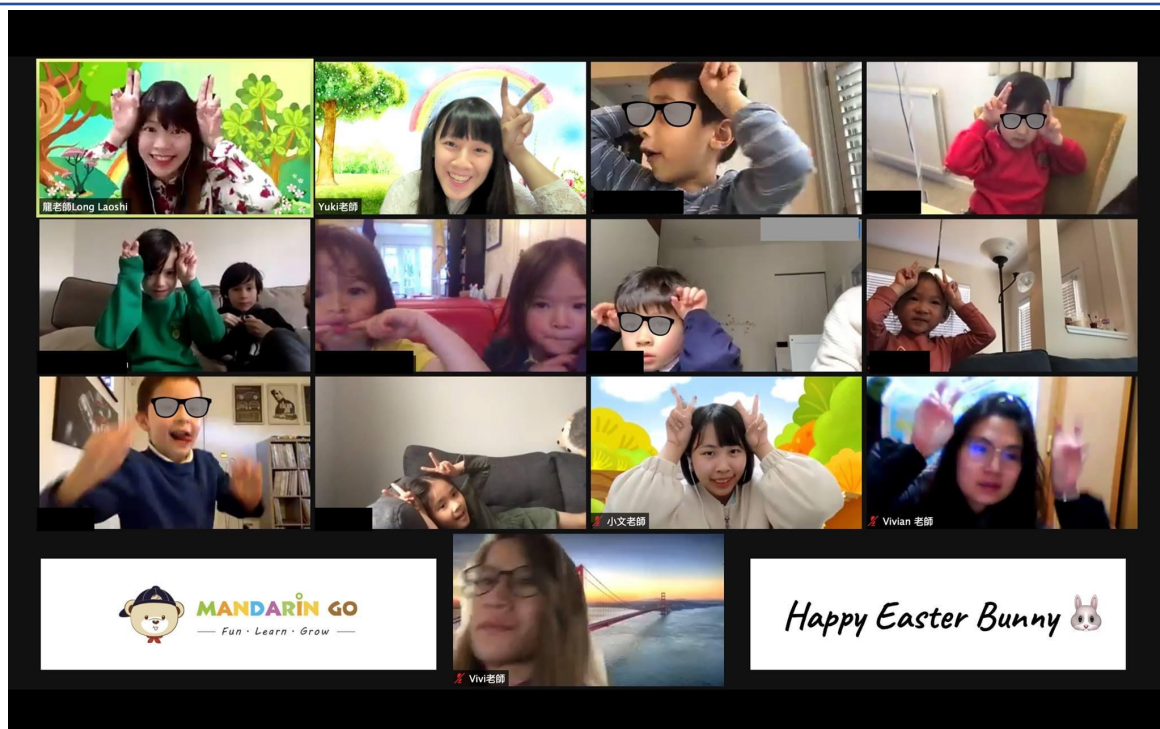 龍老師Long Laoshi
Yuki老師
小文老師
Vivian 老師
MANDARIN GO
Fun · Learn · Grow
Vivi老師
Happy Easter Bunny